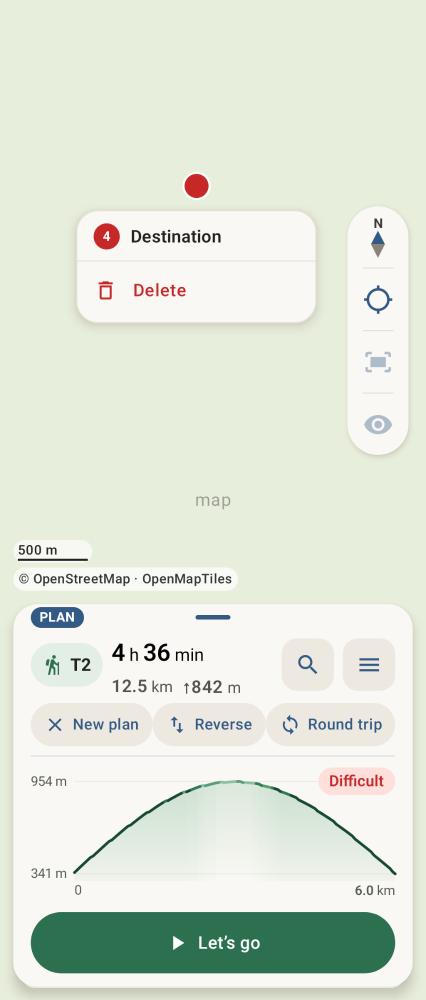 4 Destination
Delete
N
map
500 m
© OpenStreetMap · OpenMapTiles
PLAN
T2
4 h 36 min
12.5 km ↑842 m
New plan
Reverse
Round trip
954 m
Difficult
341 m
0
6.0 km
Let’s go